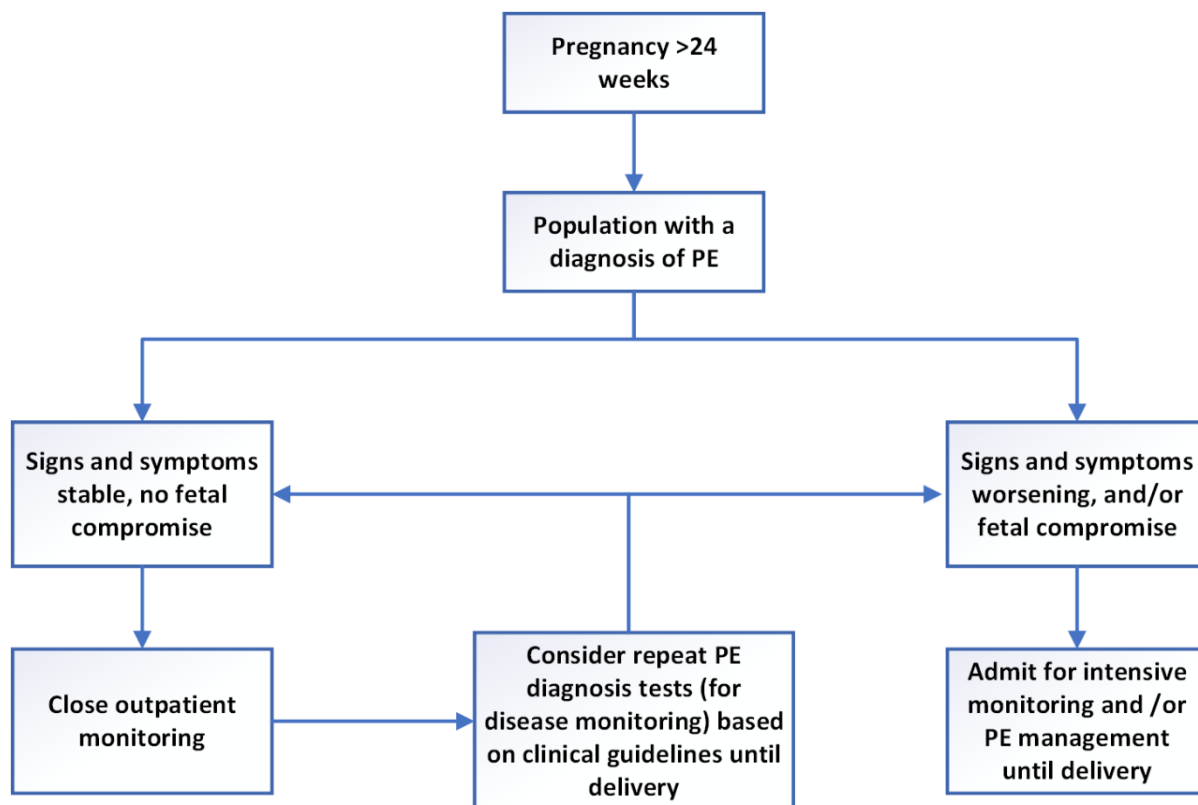 Pregnancy >24
weeks
Population with a
diagnosis of PE
Signs and symptoms
stable, no fetal
compromise
Signs and symptoms
worsening, and/or
fetal compromise
Close outpatient
monitoring
Consider repeat PE
diagnosis tests (for
disease monitoring) based
on clinical guidelines until
delivery
Admit for intensive
monitoring and /or
PE management
until delivery